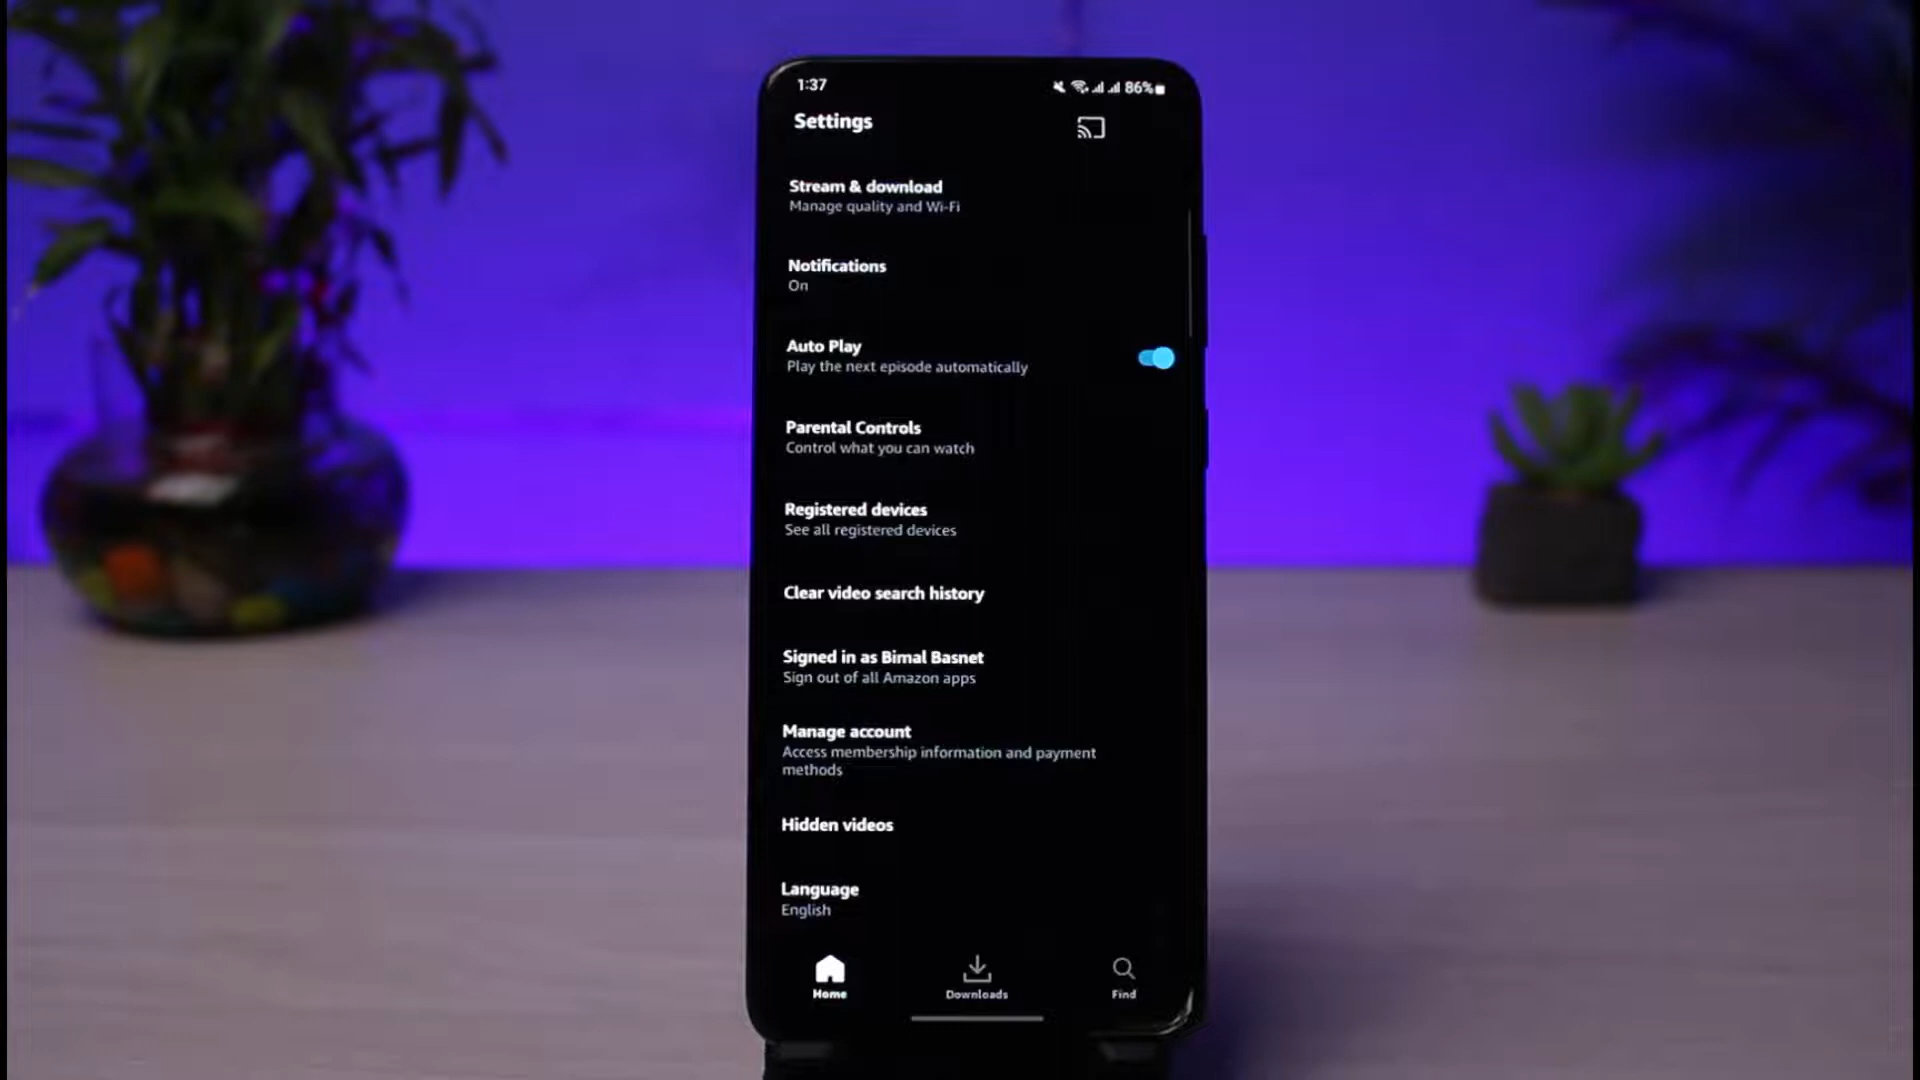 1:37
86%
Settings
Stream & download
Manage quality and Wi-Fi
Notifications
On
Auto Play
Play the next episode automatically
Parental Controls
Control what you can watch
Registered devices
See all registered devices
Clear video search history
Signed in as Bimal Basnet
Sign out of all Amazon apps
Manage account
Access membership information and payment
methods
Hidden videos
Language
English
Home
Downloads
Find